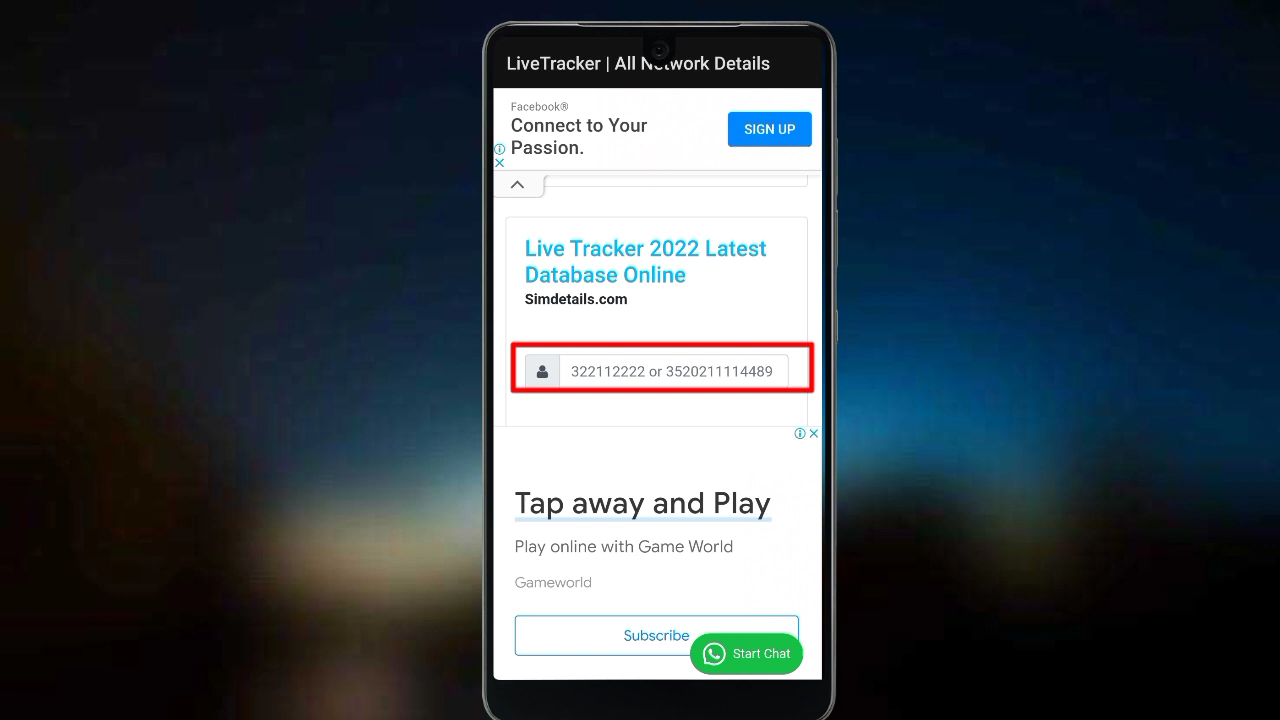 LiveTracker | All Network Details
Facebook®
Connect to Your
Passion.
SIGN UP
Live Tracker 2022 Latest
Database Online
Simdetails.com
322112222 or 3520211114489
Tap away and Play
Play online with Game World
Gameworld
Subscribe
Start Chat